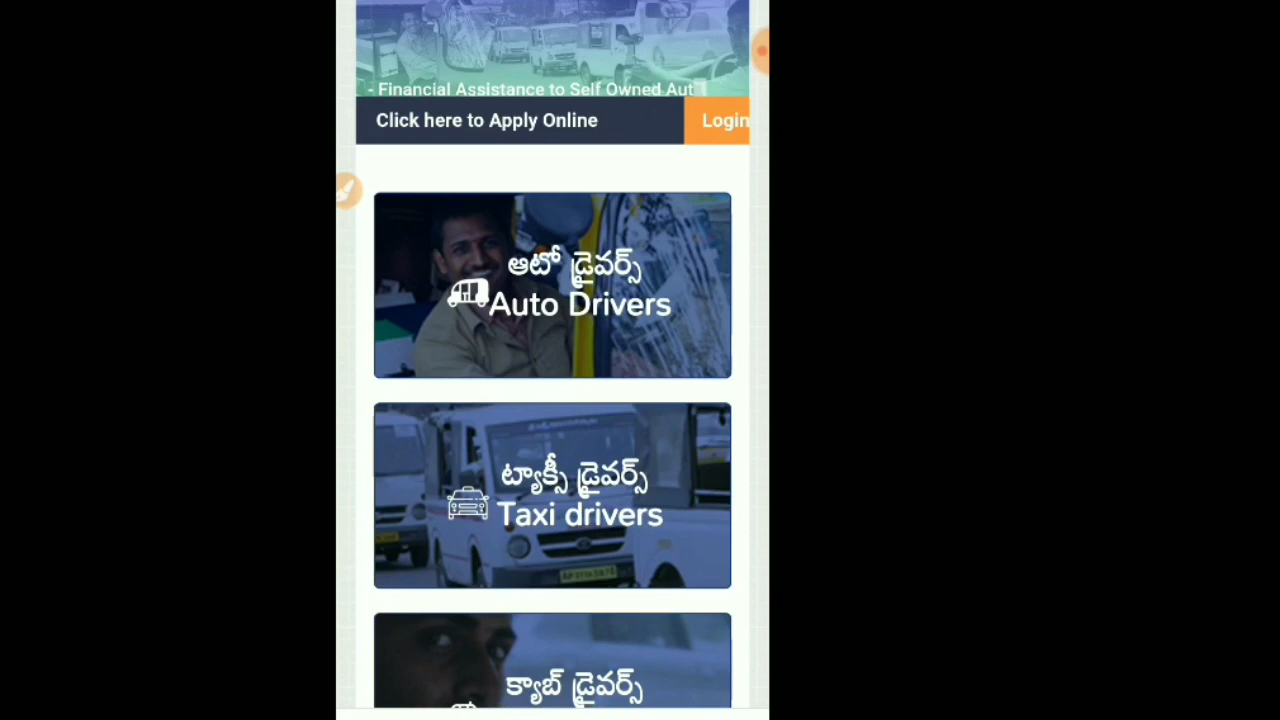 - Financial Assistance to Self Owned Aut
Click here to Apply Online
Login
ఆటో డ్రైవర్స్
Auto Drivers
ట్యాక్సీ డ్రైవర్స్
Taxi drivers
క్యాబ్ డ్రైవర్స్